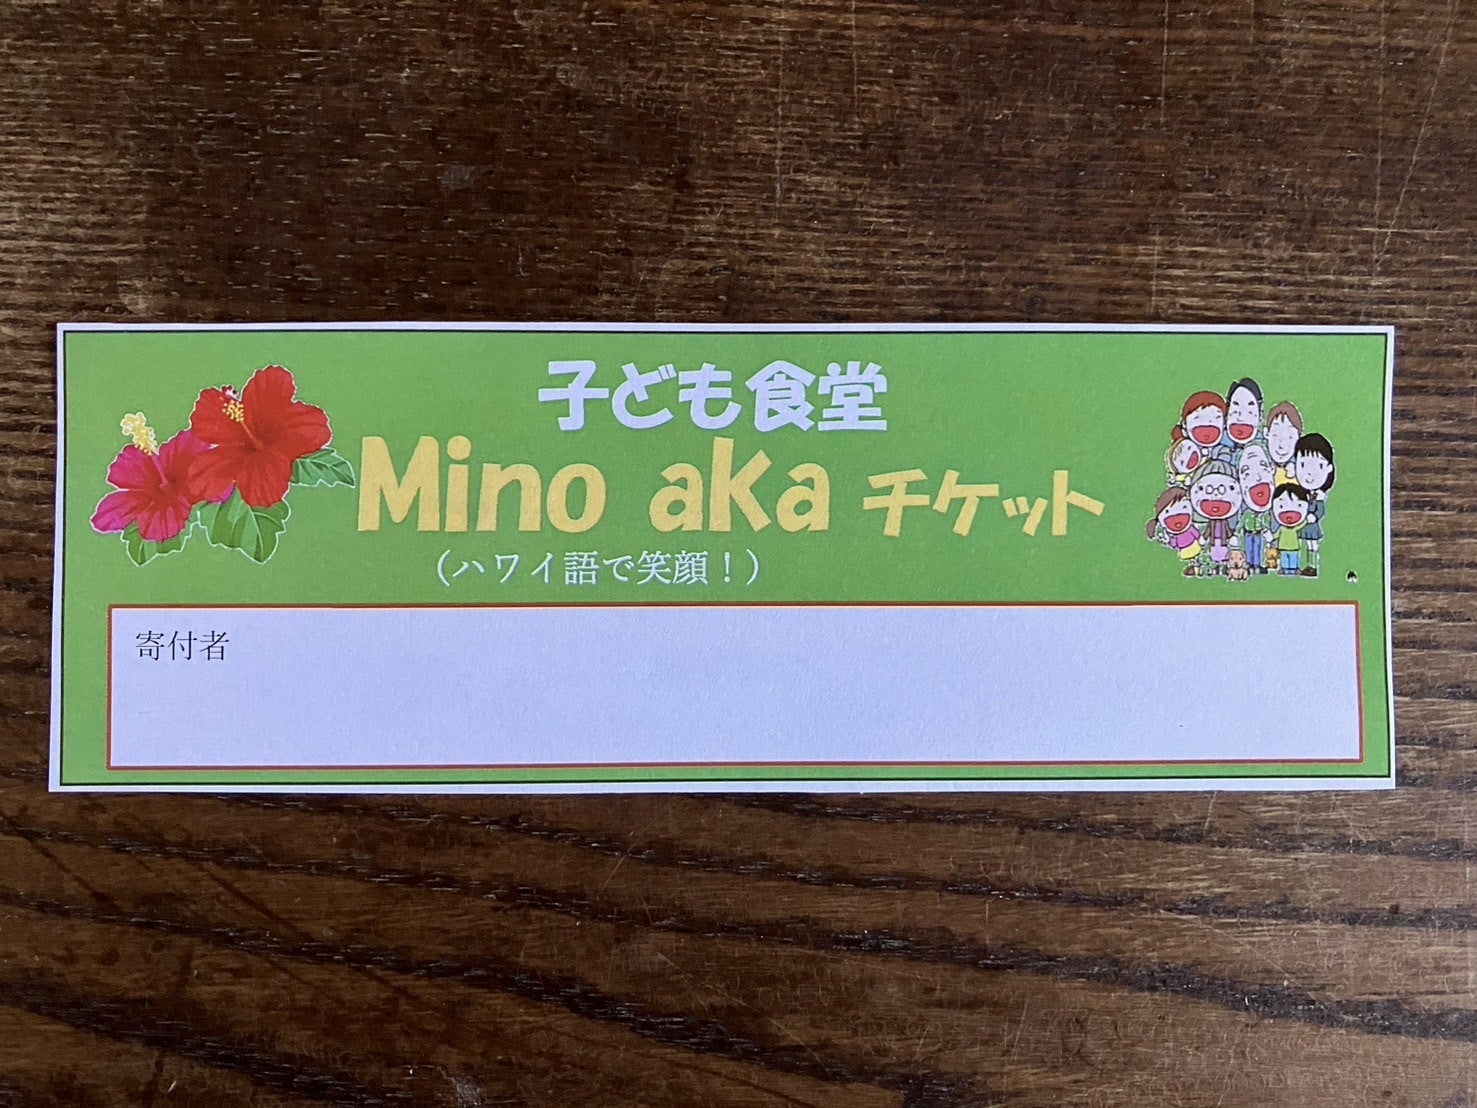 子ども食堂
Mino aka チケット
（ハワイ語で笑顔！）
寄付者